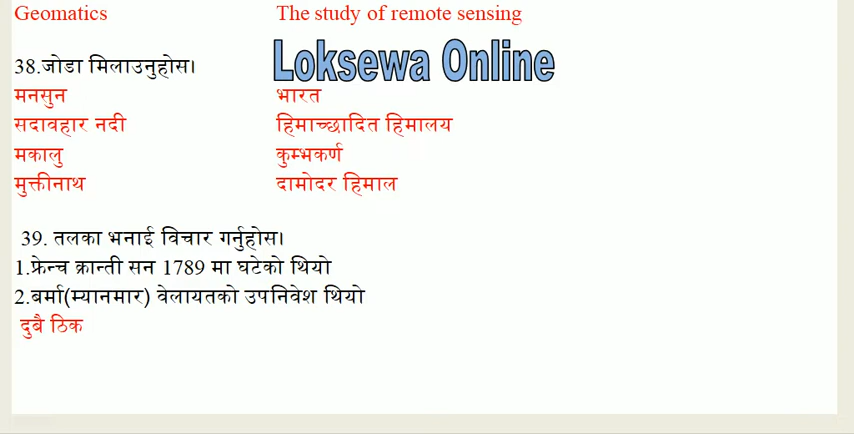 Geomatics The study of remote sensing
Loksewa Online
38.जोडा मिलाउनुहोस।
मनसुन भारत
सदावहार नदी हिमाच्छादित हिमालय
मकालु कुम्भकर्ण
मुक्तीनाथ दामोदर हिमाल
39. तलका भनाई विचार गर्नुहोस।
1.फ्रेन्च क्रान्ती सन 1789 मा घटेको थियो
2.बर्मा(म्यानमार) वेलायतको उपनिवेश थियो
दुबै ठिक